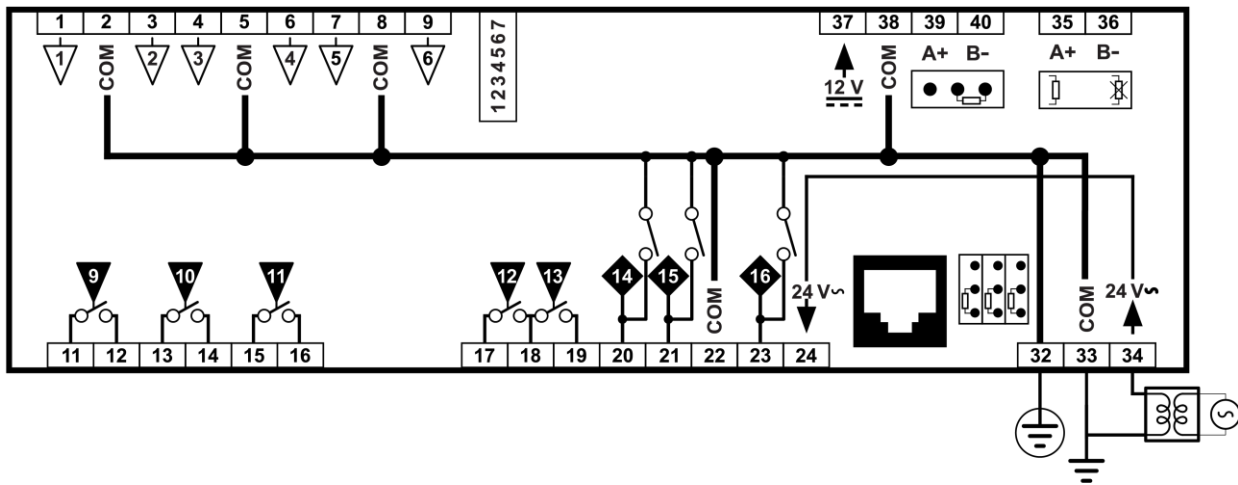 1 2 3 4 5 6 7 8 9 37 38 39 40 35 36
1 COM 2 3 COM 4 5 COM 6
1234567
12 V COM A+ B- A+ B-
9 10 11 12 13 14 15 COM 16 24 V~ COM 24 V~
11 12 13 14 15 16 17 18 19 20 21 22 23 24 32 33 34